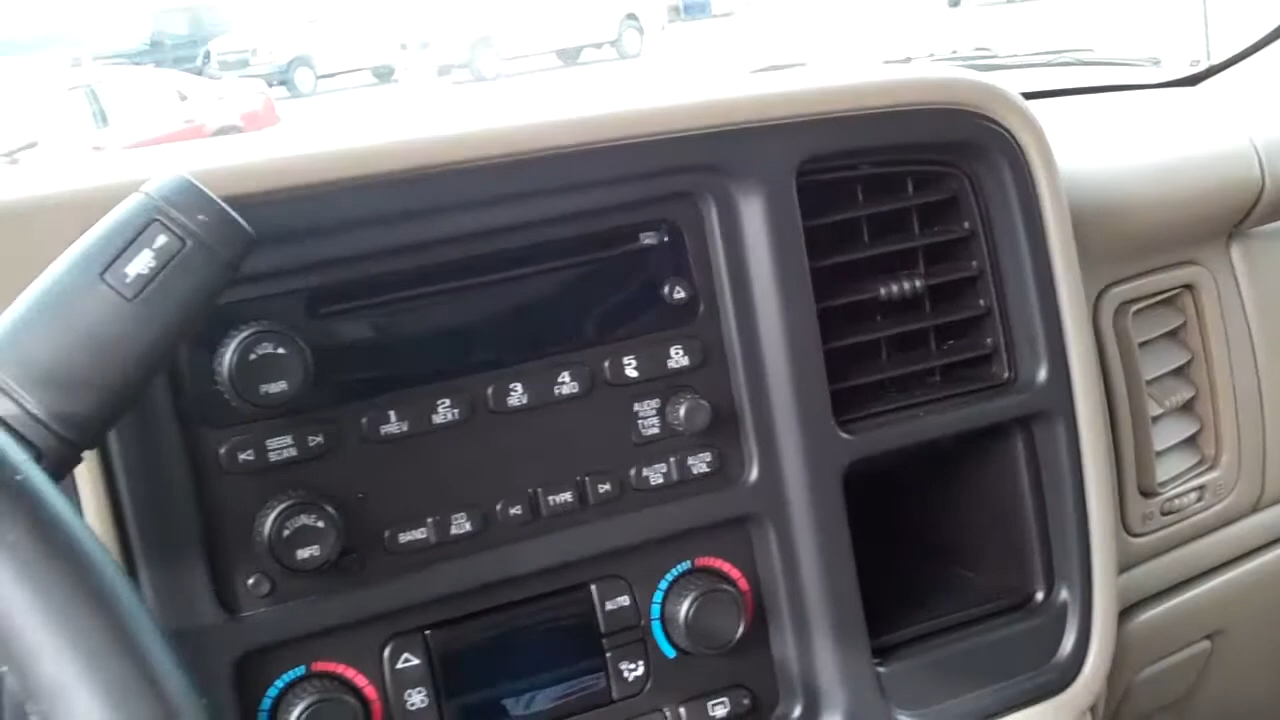 VOL
PWR
1
PREV
2
NEXT
3
REV
4
FWD
5
6
RDM
SEEK
SCAN
AUDIO
PUSH
TYPE
TUNE
INFO
BAND
CD
AUX
TYPE
AUTO
EQ
AUTO
VOL
AUTO